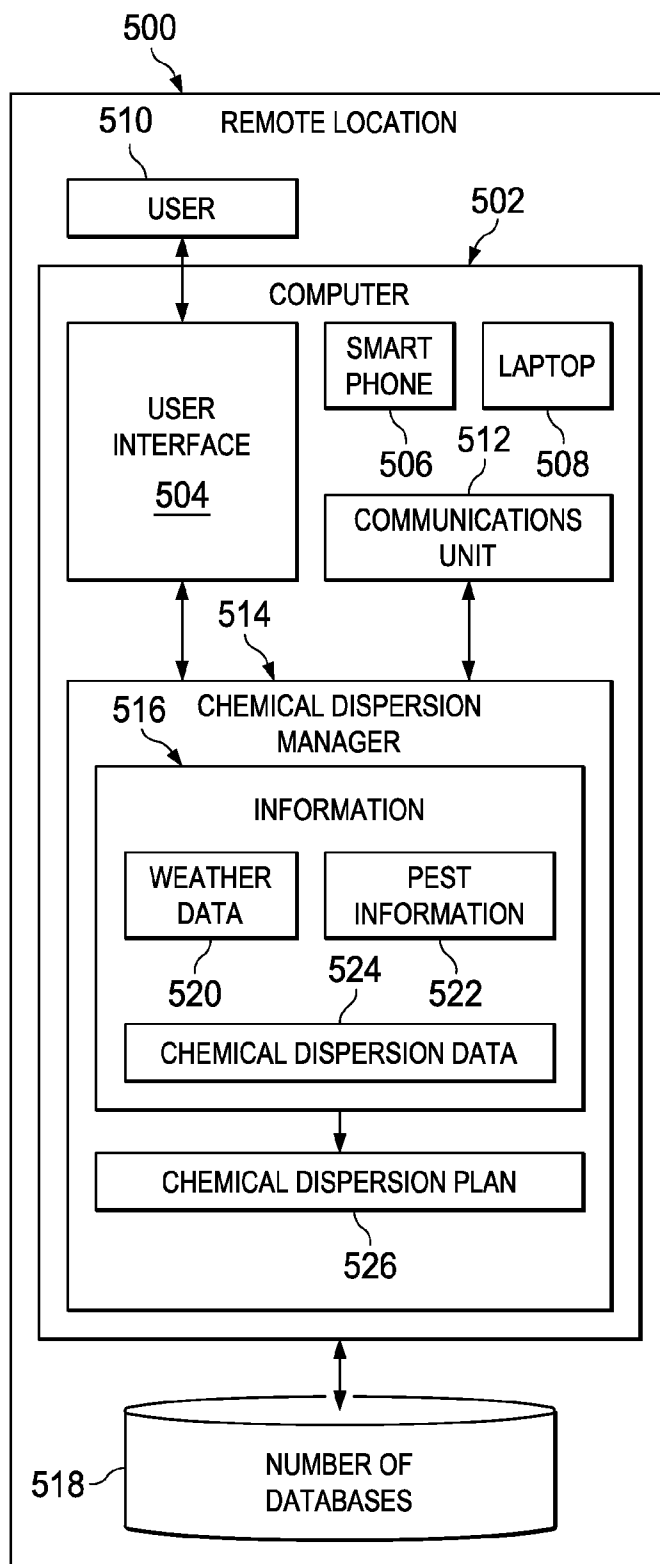 500
REMOTE LOCATION
510
USER
502
COMPUTER
USER
INTERFACE
504
SMART
PHONE
506
LAPTOP
508
512
COMMUNICATIONS
UNIT
514
CHEMICAL DISPERSION
MANAGER
516
INFORMATION
WEATHER
DATA
520
PEST
INFORMATION
522
524
CHEMICAL DISPERSION DATA
CHEMICAL DISPERSION PLAN
526
518
NUMBER OF
DATABASES